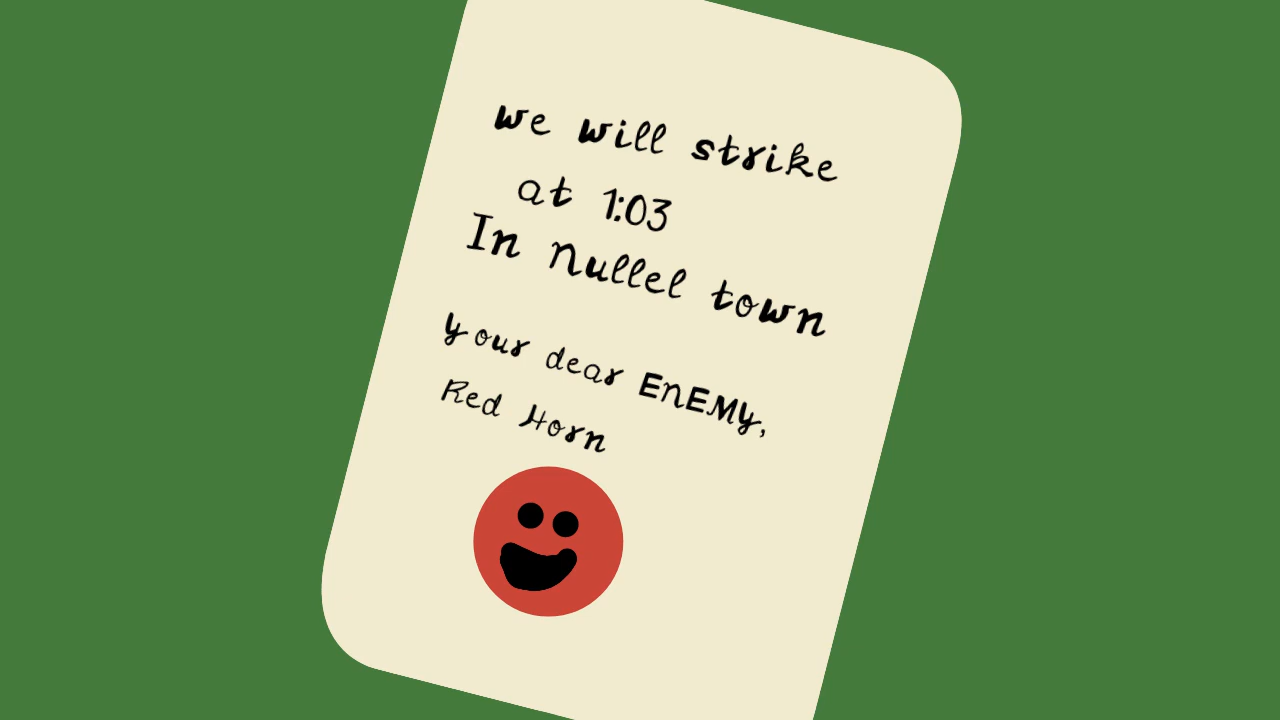 we will strike
at 1:03
In Nullel town
your dear ENEMY,
Red Horn